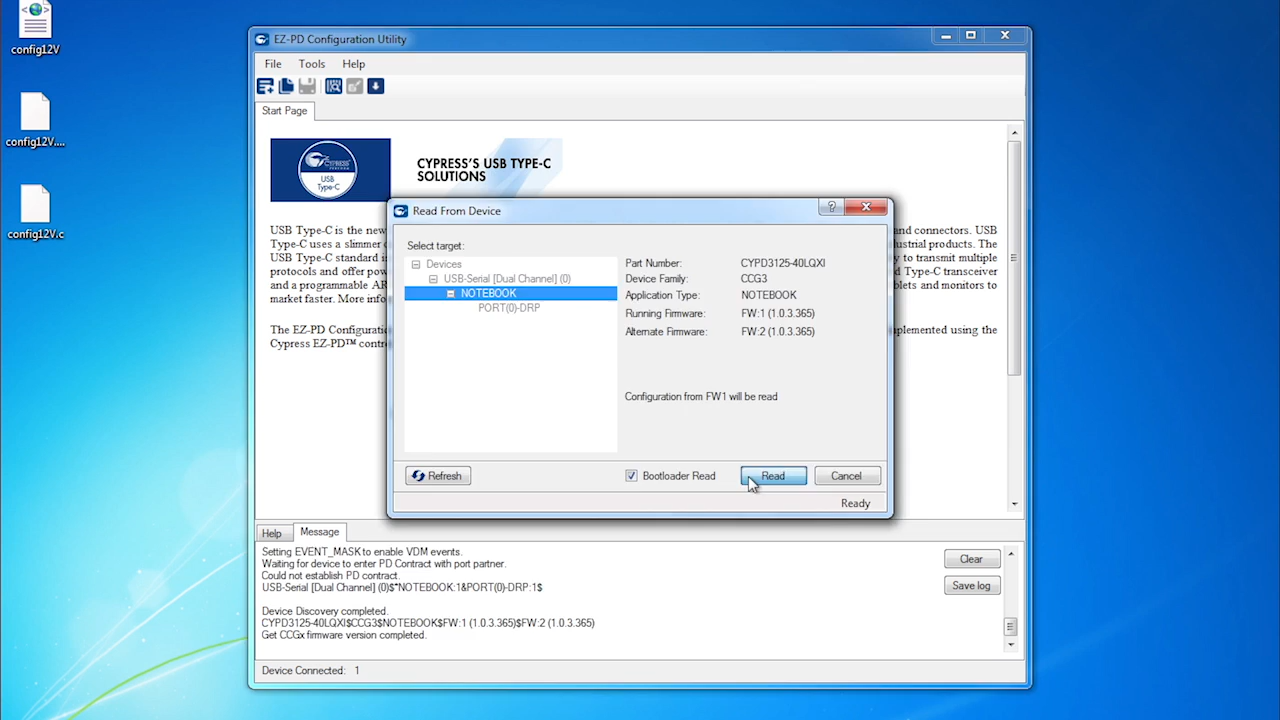 config12V
config12V....
config12V.c
EZ-PD Configuration Utility
File Tools Help
Start Page
CYPRESS
PERFORM
USB
Type-C
CYPRESS'S USB TYPE-C
SOLUTIONS
USB Type-C is the new and connectors. USB
Type-C uses a slimmer dustrial products. The
USB Type-C standard is y to transmit multiple
protocols and offer pow d Type-C transceiver
and a programmable AR blets and monitors to
market faster. More info
The EZ-PD Configuratio mplemented using the
Cypress EZ-PD™ contr
Read From Device
Select target:
Devices
USB-Serial [Dual Channel] (0)
NOTEBOOK
PORT(0)-DRP
Part Number: CYPD3125-40LQXI
Device Family: CCG3
Application Type: NOTEBOOK
Running Firmware: FW:1 (1.0.3.365)
Alternate Firmware: FW:2 (1.0.3.365)
Configuration from FW1 will be read
Refresh
Bootloader Read
Read
Cancel
Ready
Help Message
Setting EVENT_MASK to enable VDM events.
Waiting for device to enter PD Contract with port partner.
Could not establish PD contract.
USB-Serial [Dual Channel] (0)$*NOTEBOOK:1&PORT(0)-DRP:1$
Device Discovery completed.
CYPD3125-40LQXI$CCG3$NOTEBOOK$FW:1 (1.0.3.365)$FW:2 (1.0.3.365)
Get CCGx firmware version completed.
Clear
Save log
Device Connected: 1